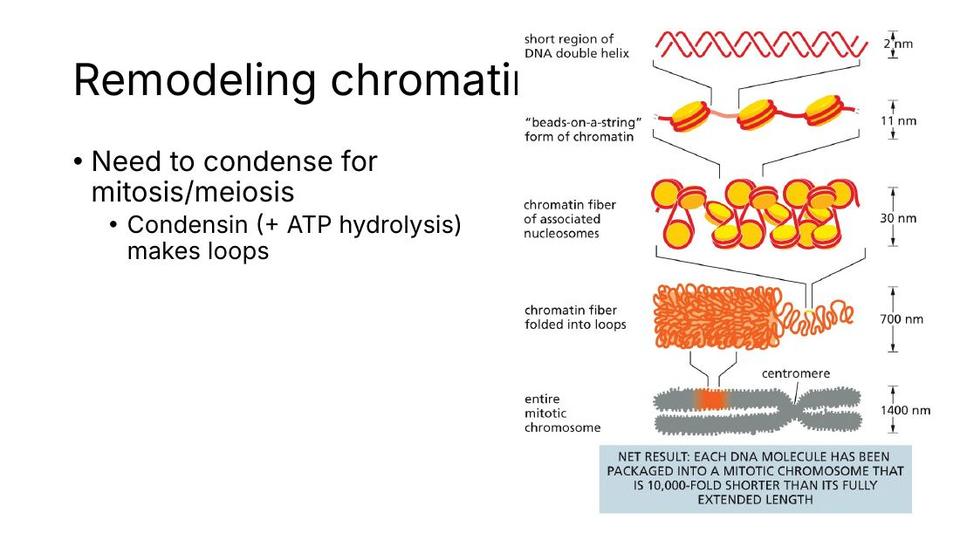 Remodeling chromatin
• Need to condense for
mitosis/meiosis
• Condensin (+ ATP hydrolysis)
makes loops
short region of
DNA double helix
2 nm
“beads-on-a-string”
form of chromatin
11 nm
chromatin fiber
of associated
nucleosomes
30 nm
chromatin fiber
folded into loops
700 nm
centromere
entire
mitotic
chromosome
1400 nm
NET RESULT: EACH DNA MOLECULE HAS BEEN
PACKAGED INTO A MITOTIC CHROMOSOME THAT
IS 10,000-FOLD SHORTER THAN ITS FULLY
EXTENDED LENGTH